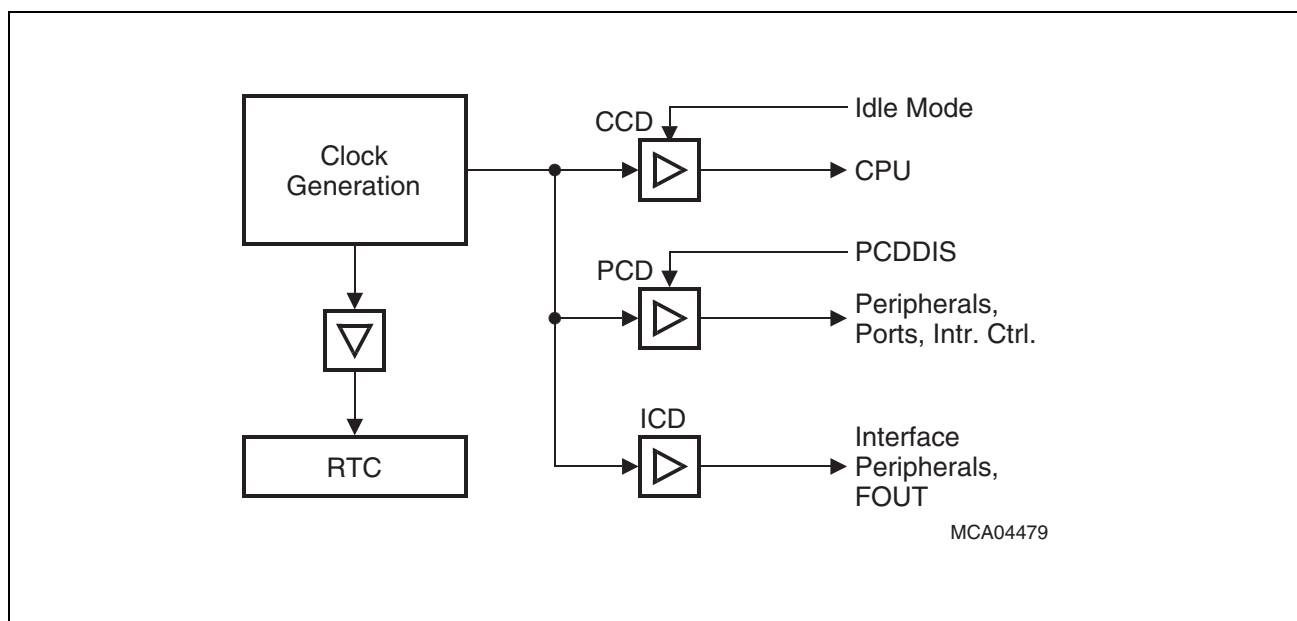 Clock
Generation
RTC
CCD
Idle Mode
CPU
PCD
PCDDIS
Peripherals,
Ports, Intr. Ctrl.
ICD
Interface
Peripherals,
FOUT
MCA04479